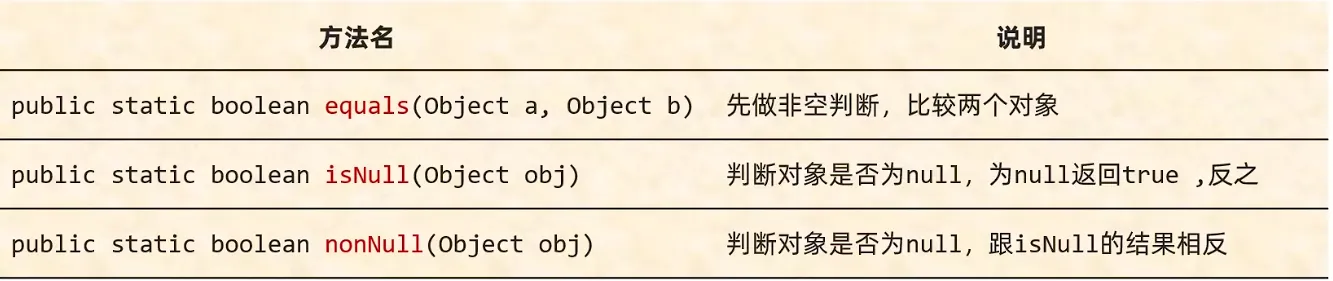 方法名 说明
public static boolean equals(Object a, Object b) 先做非空判断，比较两个对象
public static boolean isNull(Object obj) 判断对象是否为null，为null返回true ,反之
public static boolean nonNull(Object obj) 判断对象是否为null，跟isNull的结果相反